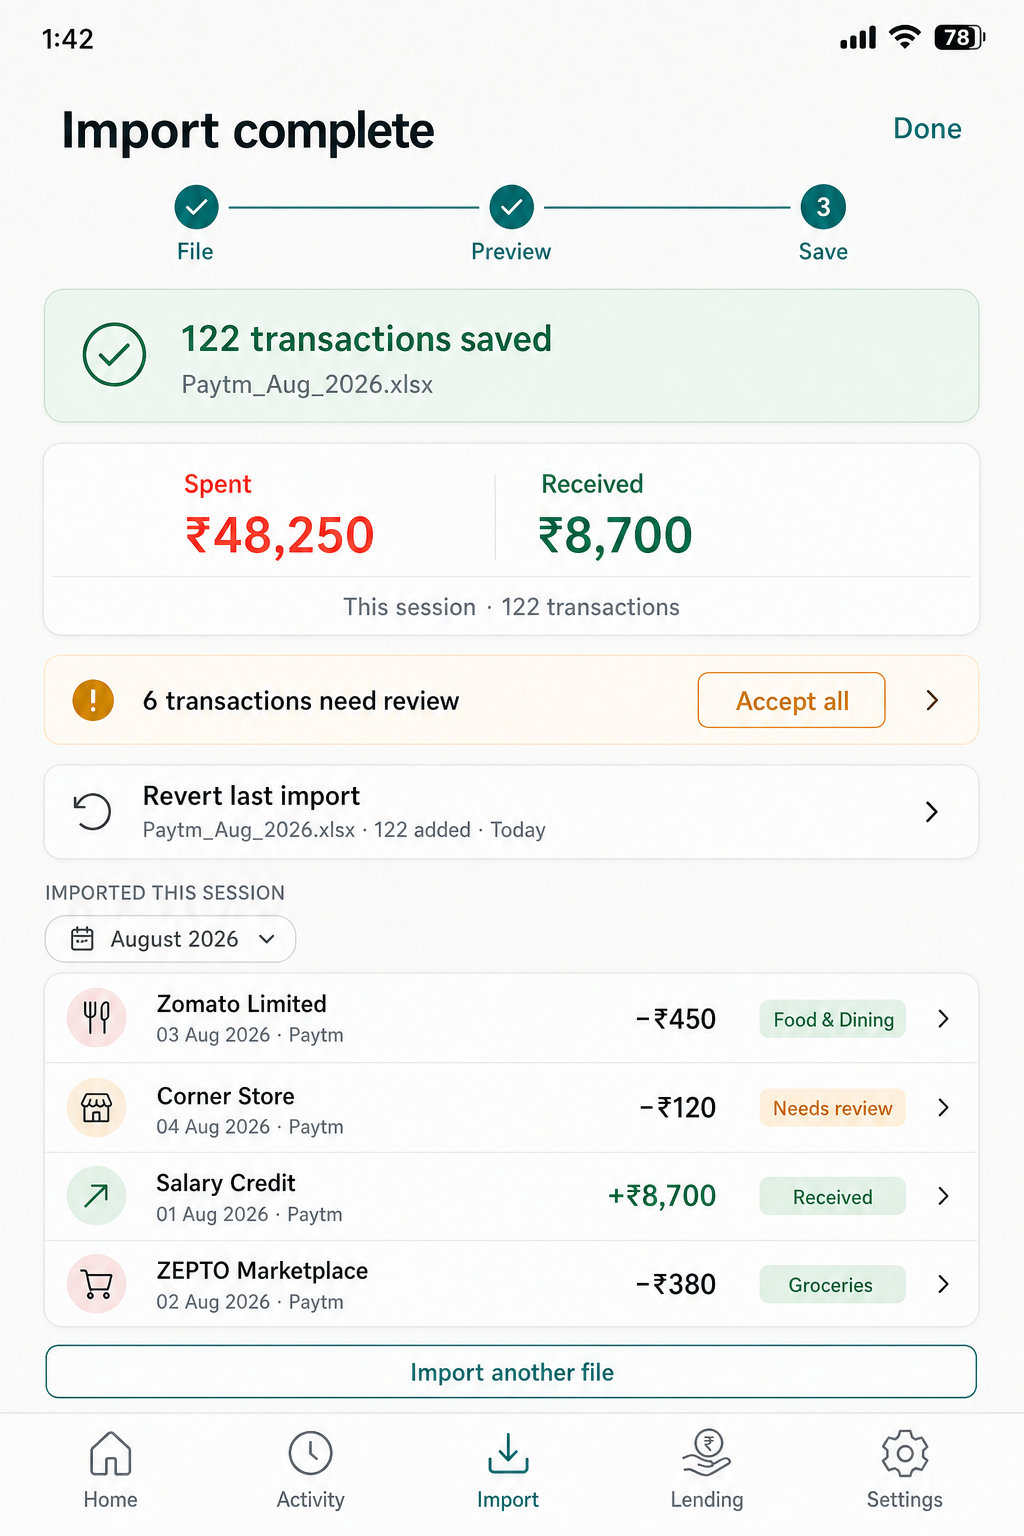 1:42
78
Import complete
Done
3
File
Preview
Save
122 transactions saved
Paytm_Aug_2026.xlsx
Spent
Received
₹48,250
₹8,700
This session · 122 transactions
6 transactions need review
Accept all
Revert last import
Paytm_Aug_2026.xlsx · 122 added · Today
IMPORTED THIS SESSION
August 2026
Zomato Limited
03 Aug 2026 · Paytm
−₹450
Food & Dining
Corner Store
04 Aug 2026 · Paytm
−₹120
Needs review
Salary Credit
01 Aug 2026 · Paytm
+₹8,700
Received
ZEPTO Marketplace
02 Aug 2026 · Paytm
−₹380
Groceries
Import another file
Home
Activity
Import
Lending
Settings